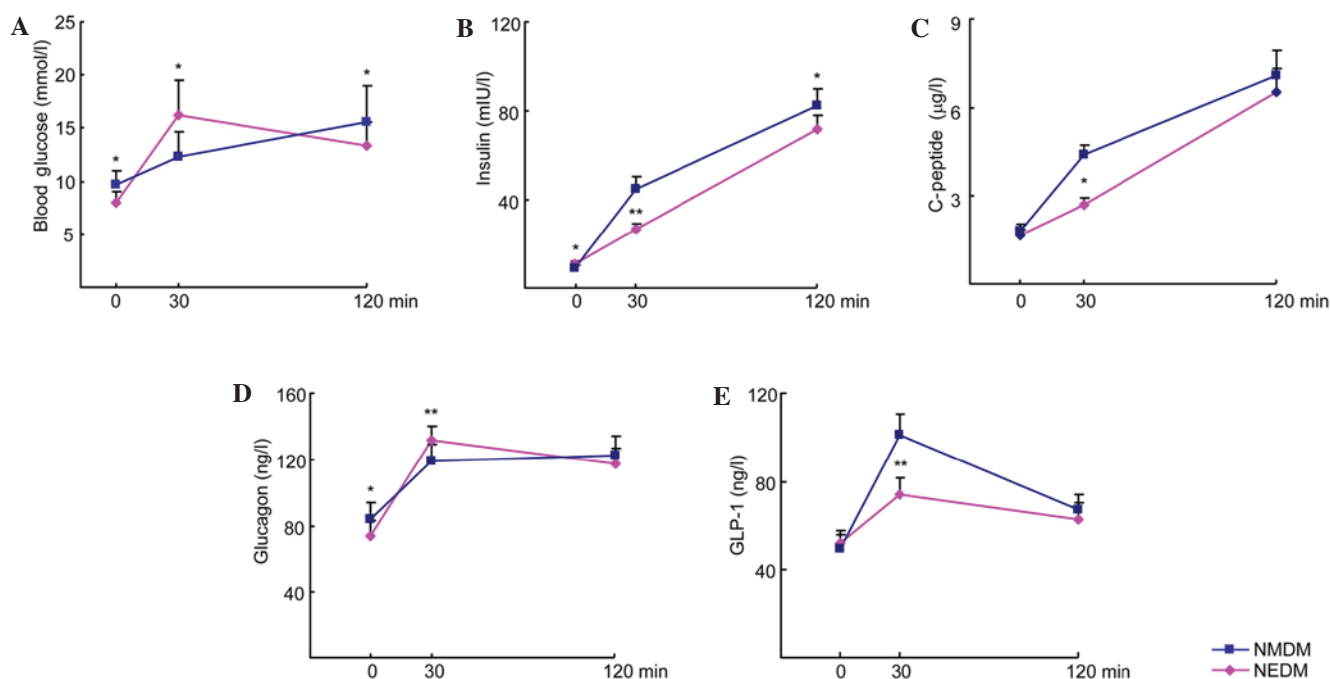 A
Blood glucose (mmol/l)
25
20
15
10
5
*
*
*
0 30 120 min
B
Insulin (mIU/l)
120
80
40
*
**
*
0 30 120 min
C
C-peptide (µg/l)
9
6
3
*
0 30 120 min
D
Glucagon (ng/l)
160
120
80
40
*
**
0 30 120 min
E
GLP-1 (ng/l)
120
80
40
**
0 30 120 min
NMDM
NEDM